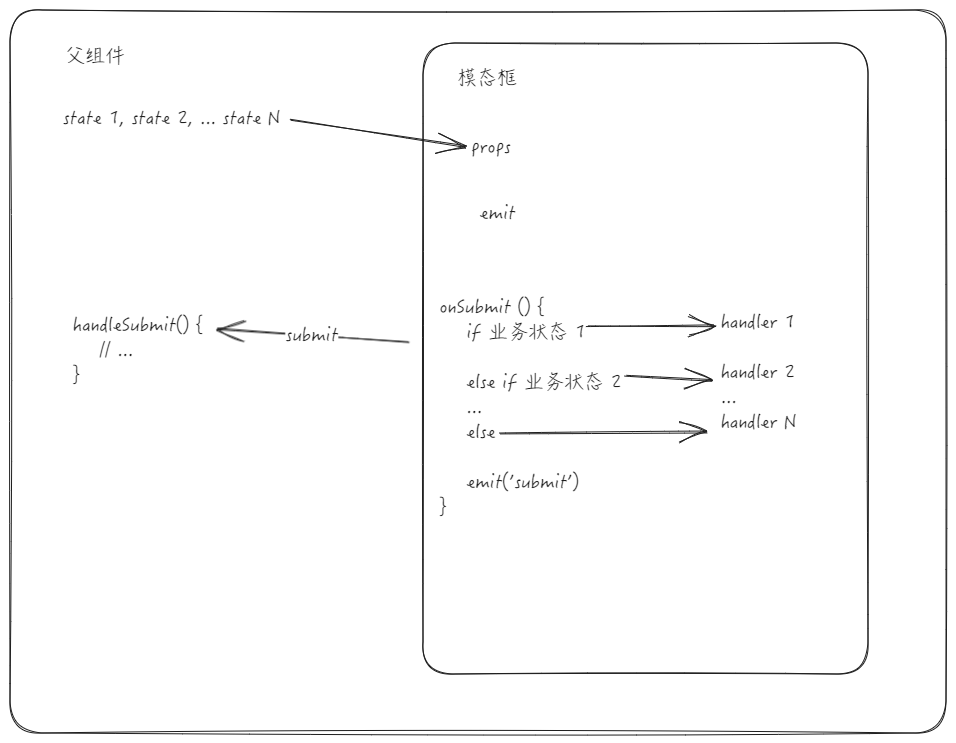 父组件
state 1, state 2, ... state N
handleSubmit() {
// ...
}
submit
模态框
props
emit
onSubmit () {
if 业务状态 1
handler 1
else if 业务状态 2
handler 2
...
...
else
handler N
emit('submit')
}